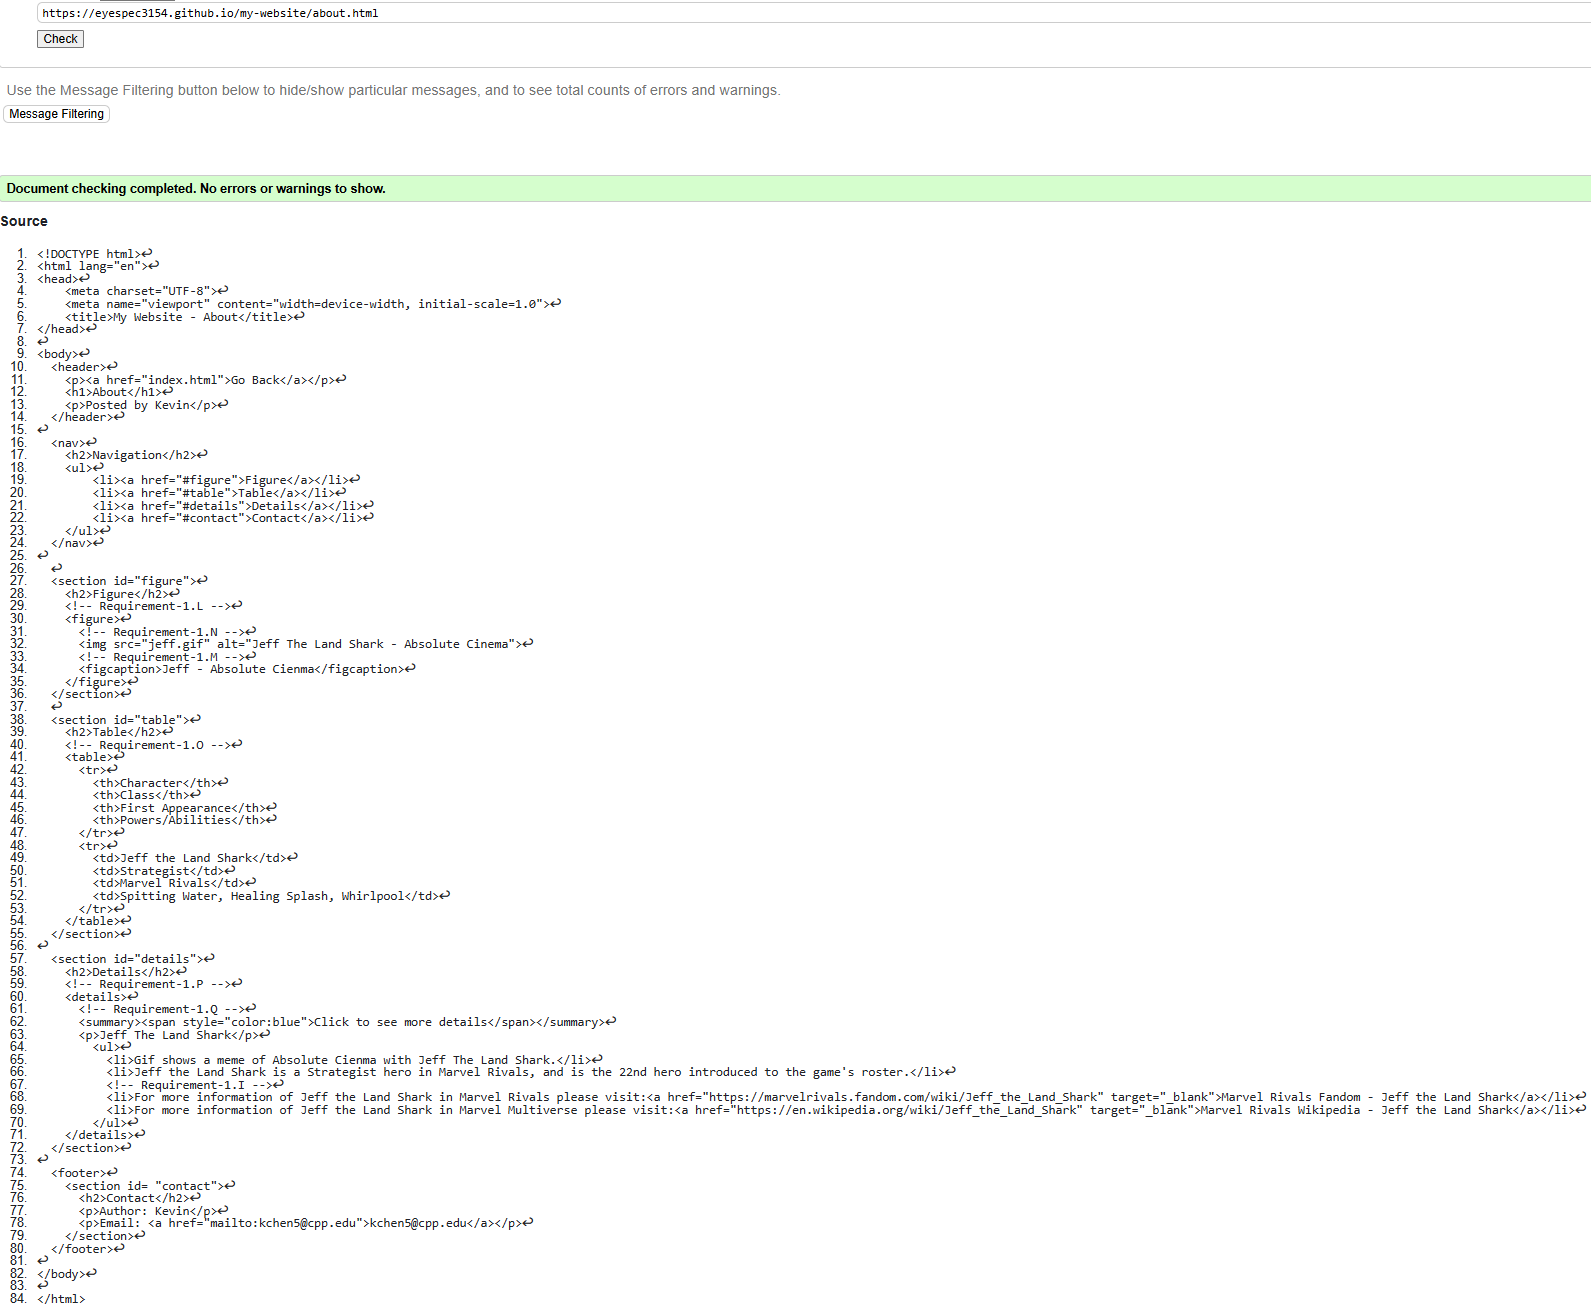 https://eyespec3154.github.io/my-website/about.html
Check
Use the Message Filtering button below to hide/show particular messages, and to see total counts of errors and warnings.
Message Filtering
Document checking completed. No errors or warnings to show.
Source
1. <!DOCTYPE html>↩
2. <html lang="en">↩
3. <head>↩
4.     <meta charset="UTF-8">↩
5.     <meta name="viewport" content="width=device-width, initial-scale=1.0">↩
6.     <title>My Website - About</title>↩
7. </head>↩
8. ↩
9. <body>↩
10.   <header>↩
11.     <p><a href="index.html">Go Back</a></p>↩
12.     <h1>About</h1>↩
13.     <p>Posted by Kevin</p>↩
14.   </header>↩
15. ↩
16.   <nav>↩
17.     <h2>Navigation</h2>↩
18.     <ul>↩
19.         <li><a href="#figure">Figure</a></li>↩
20.         <li><a href="#table">Table</a></li>↩
21.         <li><a href="#details">Details</a></li>↩
22.         <li><a href="#contact">Contact</a></li>↩
23.     </ul>↩
24.   </nav>↩
25. ↩
26.   ↩
27.   <section id="figure">↩
28.     <h2>Figure</h2>↩
29.     <!-- Requirement-1.L -->↩
30.     <figure>↩
31.       <!-- Requirement-1.N -->↩
32.       <img src="jeff.gif" alt="Jeff The Land Shark - Absolute Cinema">↩
33.       <!-- Requirement-1.M -->↩
34.       <figcaption>Jeff - Absolute Cienma</figcaption>↩
35.     </figure>↩
36.   </section>↩
37.   ↩
38.   <section id="table">↩
39.     <h2>Table</h2>↩
40.     <!-- Requirement-1.O -->↩
41.     <table>↩
42.       <tr>↩
43.         <th>Character</th>↩
44.         <th>Class</th>↩
45.         <th>First Appearance</th>↩
46.         <th>Powers/Abilities</th>↩
47.       </tr>↩
48.       <tr>↩
49.         <td>Jeff the Land Shark</td>↩
50.         <td>Strategist</td>↩
51.         <td>Marvel Rivals</td>↩
52.         <td>Spitting Water, Healing Splash, Whirlpool</td>↩
53.       </tr>↩
54.     </table>↩
55.   </section>↩
56. ↩
57.   <section id="details">↩
58.     <h2>Details</h2>↩
59.     <!-- Requirement-1.P -->↩
60.     <details>↩
61.       <!-- Requirement-1.Q -->↩
62.       <summary><span style="color:blue">Click to see more details</span></summary>↩
63.       <p>Jeff The Land Shark</p>↩
64.         <ul>↩
65.           <li>Gif shows a meme of Absolute Cienma with Jeff The Land Shark.</li>↩
66.           <li>Jeff the Land Shark is a Strategist hero in Marvel Rivals, and is the 22nd hero introduced to the game's roster.</li>↩
67.           <!-- Requirement-1.I -->↩
68.           <li>For more information of Jeff the Land Shark in Marvel Rivals please visit:<a href="https://marvelrivals.fandom.com/wiki/Jeff_the_Land_Shark" target="_blank">Marvel Rivals Fandom - Jeff the Land Shark</a></li>↩
69.           <li>For more information of Jeff the Land Shark in Marvel Multiverse please visit:<a href="https://en.wikipedia.org/wiki/Jeff_the_Land_Shark" target="_blank">Marvel Rivals Wikipedia - Jeff the Land Shark</a></li>↩
70.         </ul>↩
71.     </details>↩
72.   </section>↩
73. ↩
74.   <footer>↩
75.     <section id= "contact">↩
76.       <h2>Contact</h2>↩
77.       <p>Author: Kevin</p>↩
78.       <p>Email: <a href="mailto:kchen5@cpp.edu">kchen5@cpp.edu</a></p>↩
79.     </section>↩
80.   </footer>↩
81. ↩
82. </body>↩
83. ↩
84. </html>